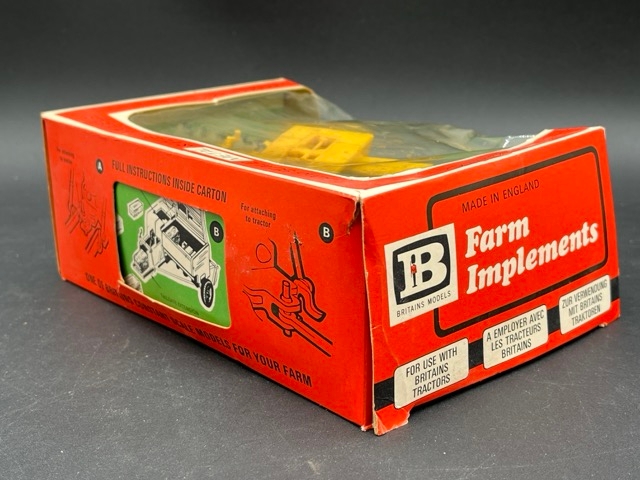 FULL INSTRUCTIONS INSIDE CARTON
A
For attaching
to tractor
B
B
SCALE MODELS FOR YOUR FARM
MADE IN ENGLAND
B
BRITAINS MODELS
Farm
Implements
FOR USE WITH
BRITAINS
TRACTORS
A EMPLOYER AVEC
LES TRACTEURS
BRITAINS
ZUR VERWENDUNG
MIT BRITAINS
TRAKTOREN